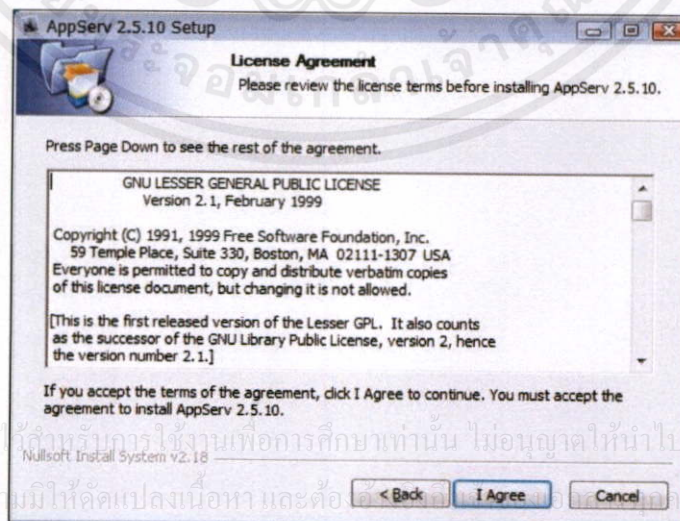 AppServ 2.5.10 Setup
License Agreement
Please review the license terms before installing AppServ 2.5.10.
Press Page Down to see the rest of the agreement.
GNU LESSER GENERAL PUBLIC LICENSE
Version 2.1, February 1999
Copyright (C) 1991, 1999 Free Software Foundation, Inc.
59 Temple Place, Suite 330, Boston, MA 02111-1307 USA
Everyone is permitted to copy and distribute verbatim copies
of this license document, but changing it is not allowed.
[This is the first released version of the Lesser GPL. It also counts
as the successor of the GNU Library Public License, version 2, hence
the version number 2.1.]
If you accept the terms of the agreement, click I Agree to continue. You must accept the
agreement to install AppServ 2.5.10.
สำหรับการใช้งานเพื่อการศึกษาเท่านั้น ไม่อนุญาตให้นำไป
Nullsoft Install System v2.18
มิให้ดัดแปลงเนื้อหา และต้อง
< Back I Agree Cancel